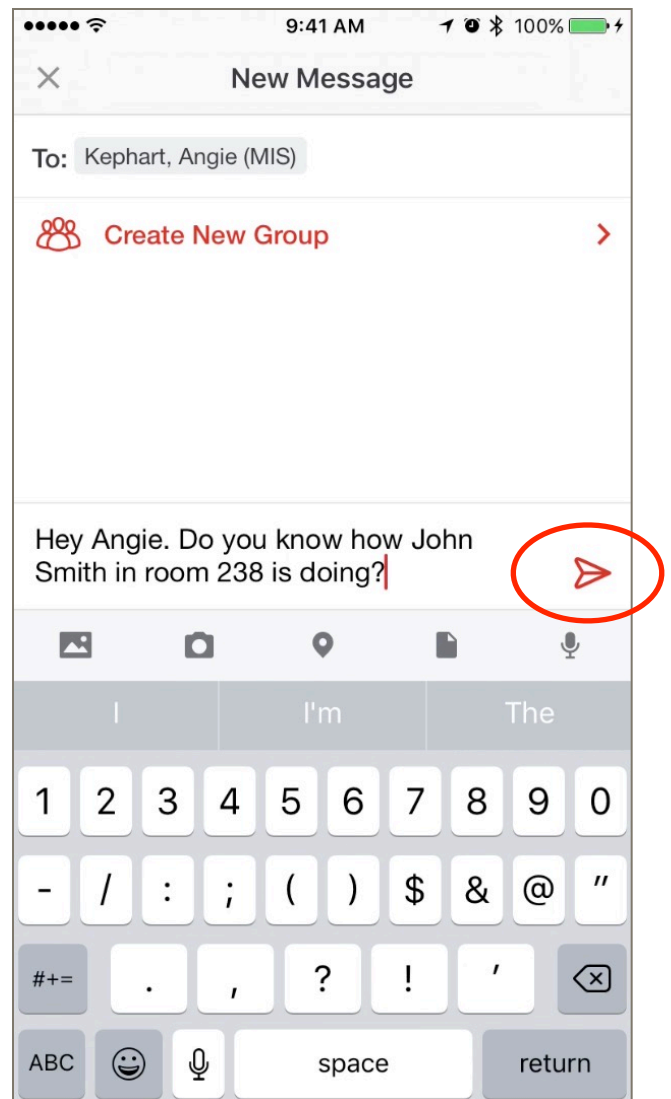 9:41 AM 100%
New Message
To: Kephart, Angie (MIS)
Create New Group
Hey Angie. Do you know how John
Smith in room 238 is doing?
I I'm The
1 2 3 4 5 6 7 8 9 0
- / : ; ( ) $ & @ "
#+= . , ? ! '
ABC space return